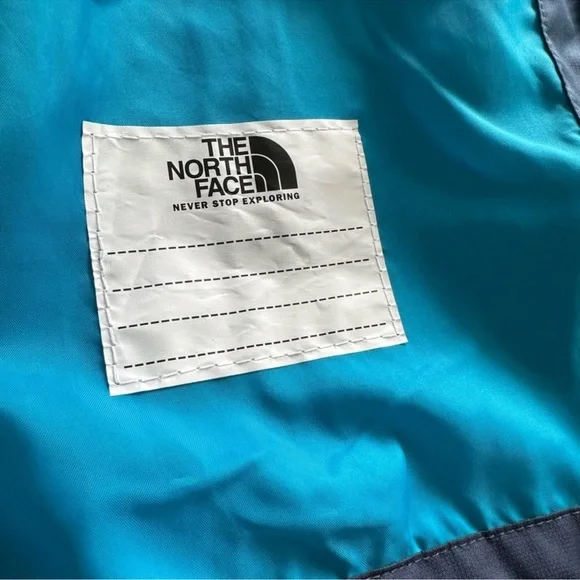 THE
NORTH
FACE
NEVER STOP EXPLORING